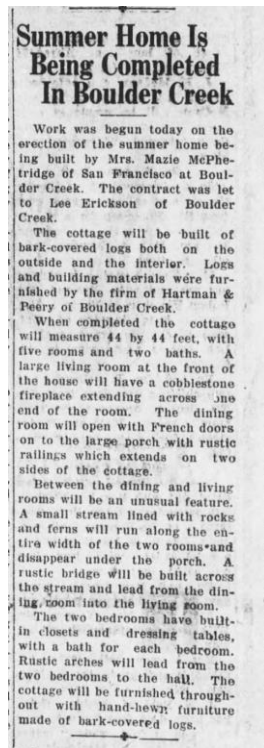 Summer Home Is
Being Completed
In Boulder Creek
Work was begun today on the
erection of the summer home be-
ing built by Mrs. Mazie McPhe-
tridge of San Francisco at Boul-
der Creek. The contract was let
to Lee Erickson of Boulder
Creek.
The cottage will be built of
bark-covered logs both on the
outside and the interior. Logs
and building materials were fur-
nished by the firm of Hartman &
Peery of Boulder Creek.
When completed the cottage
will measure 44 by 44 feet, with
five rooms and two baths. A
large living room at the front of
the house will have a cobblestone
fireplace extending across one
end of the room. The dining
room will open with French doors
on to the large porch with rustic
railings which extends on two
sides of the cottage.
Between the dining and living
rooms will be an unusual feature.
A small stream lined with rocks
and ferns will run along the en-
tire width of the two rooms and
disappear under the porch. A
rustic bridge will be built across
the stream and lead from the din-
ing room into the living room.
The two bedrooms have built-
in closets and dressing tables,
with a bath for each bedroom.
Rustic arches will lead from the
two bedrooms to the hall. The
cottage will be furnished through-
out with hand-hewn furniture
made of bark-covered logs.